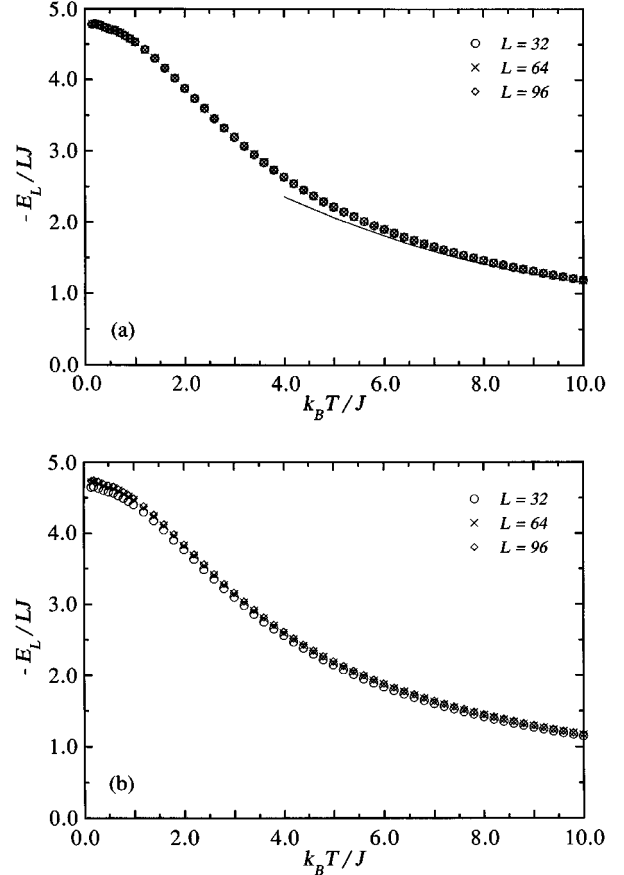 5.0
4.0
3.0
2.0
1.0
0.0
- E_L / LJ
○ L = 32
× L = 64
◇ L = 96
(a)
0.0 2.0 4.0 6.0 8.0 10.0
k_B T / J
5.0
4.0
3.0
2.0
1.0
0.0
- E_L / LJ
○ L = 32
× L = 64
◇ L = 96
(b)
0.0 2.0 4.0 6.0 8.0 10.0
k_B T / J